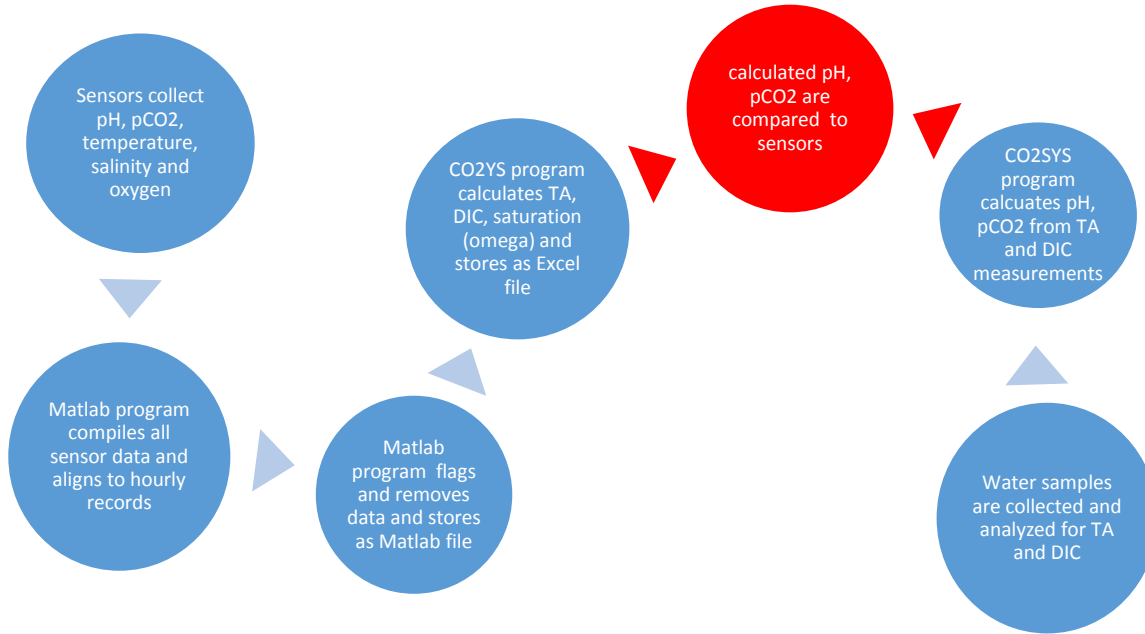 Sensors collect
pH, pCO2,
temperature,
salinity and
oxygen
Matlab program
compiles all
sensor data and
aligns to hourly
records
Matlab
program flags
and removes
data and stores
as Matlab file
CO2YS program
calculates TA,
DIC, saturation
(omega) and
stores as Excel
file
calculated pH,
pCO2 are
compared to
sensors
CO2SYS
program
calcuates pH,
pCO2 from TA
and DIC
measurements
Water samples
are collected and
analyzed for TA
and DIC